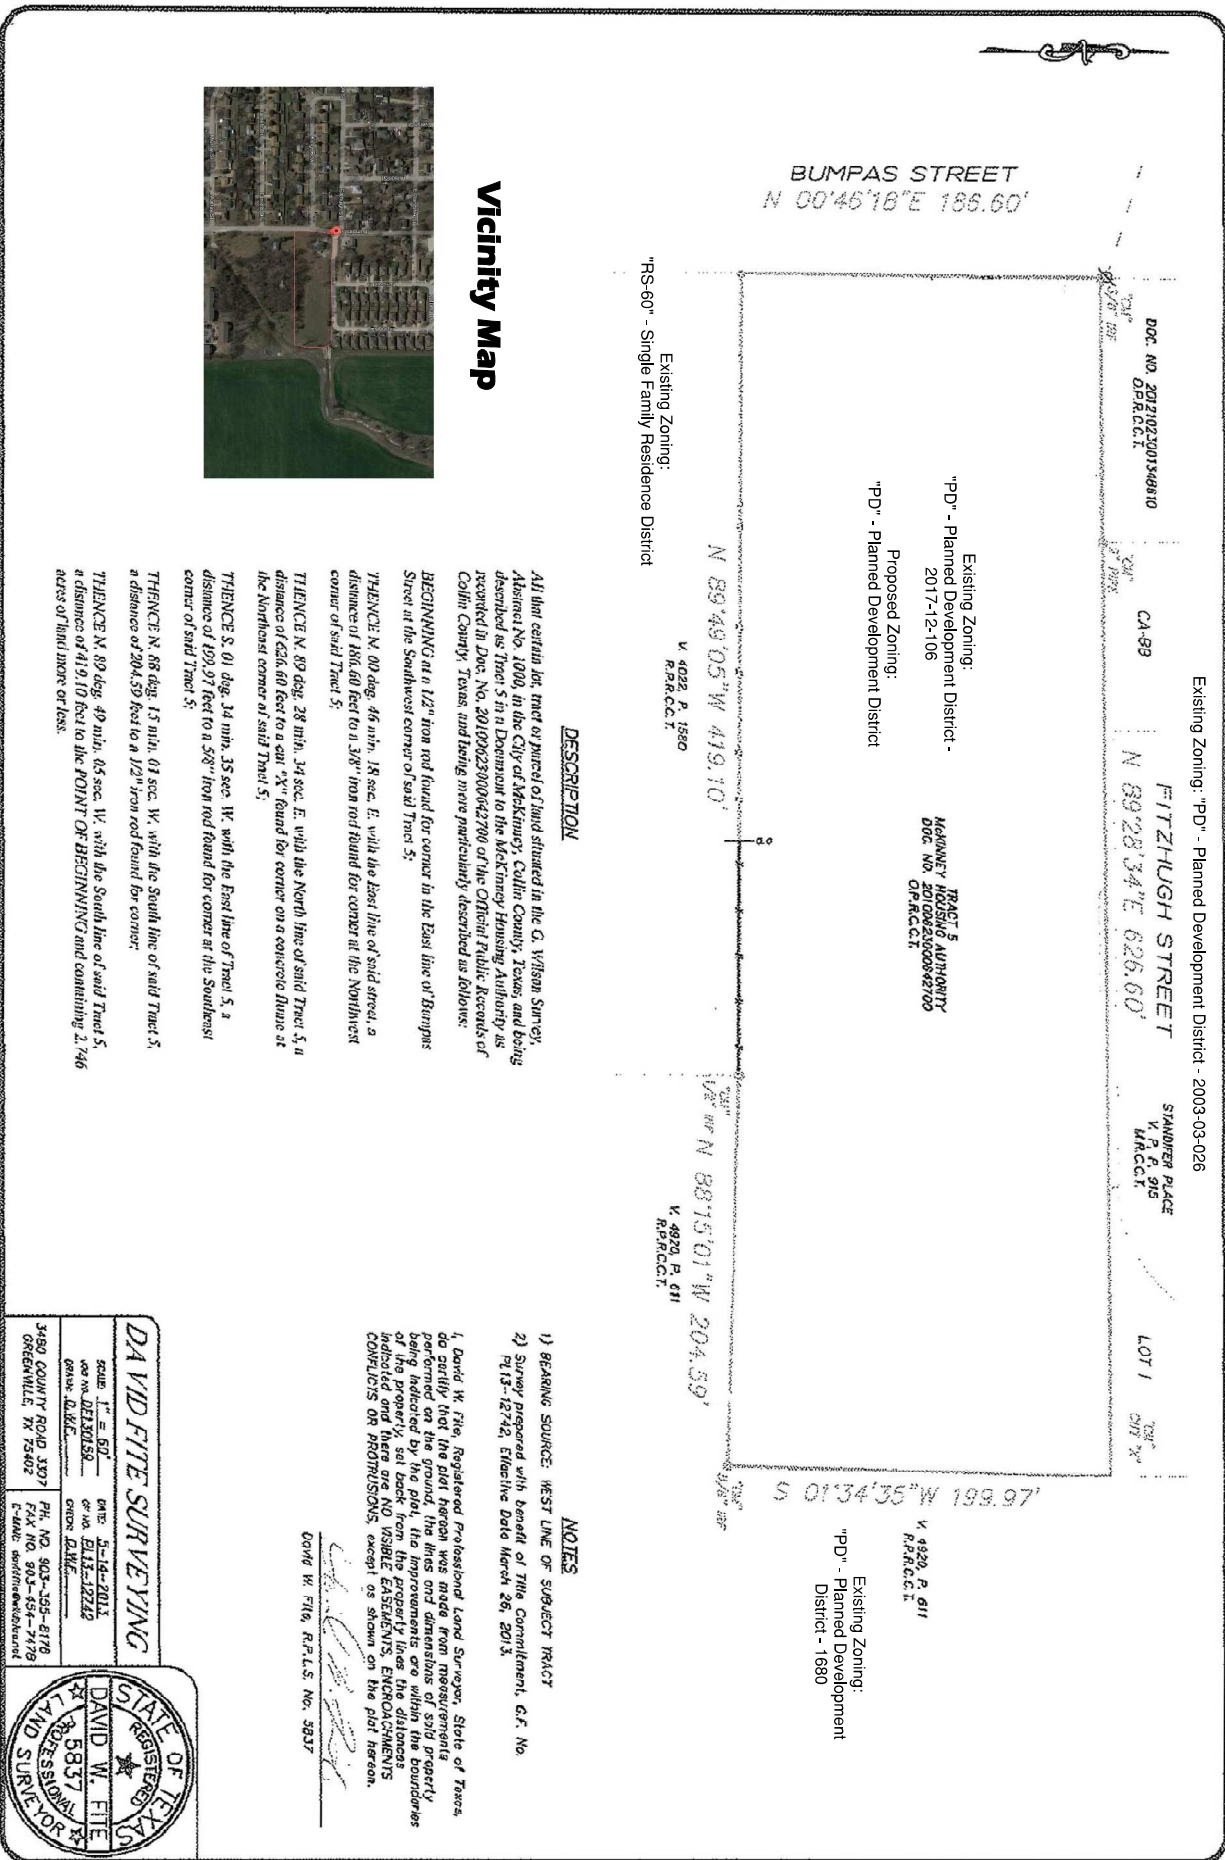 Existing Zoning: "PD" - Planned Development District - 2003-03-026
DOC. NO. 20121023001348610
O.P.R.C.C.T.
CA-89
FITZHUGH STREET
N 89°28'34"E 626.60'
STANDIFER PLACE
V. P, P. 915
M.R.C.C.T.
LOT 1
"CM"
3/8" IRF
"CM"
"CM"
CUT "X"
BUMPAS STREET
N 00°46'18"E 186.60'
Existing Zoning:
"PD" - Planned Development District -
2017-12-106
Proposed Zoning:
"PD" - Planned Development District
TRACT 5
McKINNEY HOUSING AUTHORITY
DOC. NO. 20100623000642700
O.P.R.C.C.T.
V. 4920, P. 611
R.P.R.C.C.T.
Existing Zoning:
"PD" - Planned Development
District - 1680
S 01°34'35"W 199.97'
"CM"
5/8" IRF
N 89°49'05"W 419.10'
"CM"
1/2" IRF
N 88°15'01"W 204.59'
V. 4022, P. 1580
R.P.R.C.C.T.
V. 4920, P. 611
R.P.R.C.C.T.
Existing Zoning:
"RS-60" - Single Family Residence District
Vicinity Map
DESCRIPTION
All that certain lot, tract or parcel of land situated in the G. Wilson Survey,
Abstract No. 1000, in the City of McKinney, Collin County, Texas, and being
described as Tract 5 in a Document to the McKinney Housing Authority as
recorded in Doc. No. 20100623000642700 of the Official Public Records of
Collin County, Texas, and being more particularly described as follows:
BEGINNING at a 1/2" iron rod found for corner in the East line of Bumpas
Street at the Southwest corner of said Tract 5;
THENCE N. 00 deg. 46 min. 18 sec. E. with the East line of said street, a
distance of 186.60 feet to a 3/8" iron rod found for corner at the Northwest
corner of said Tract 5;
THENCE N. 89 deg. 28 min. 34 sec. E. with the North line of said Tract 5, a
distance of 626.60 feet to a cut "X" found for corner on a concrete flume at
the Northeast corner of said Tract 5;
THENCE S. 01 deg. 34 min. 35 sec. W. with the East line of Tract 5, a
distance of 199.97 feet to a 5/8" iron rod found for corner at the Southeast
corner of said Tract 5;
THENCE N. 88 deg. 15 min. 01 sec. W. with the South line of said Tract 5,
a distance of 204.59 feet to a 1/2" iron rod found for corner;
THENCE N. 89 deg. 49 min. 05 sec. W. with the South line of said Tract 5,
a distance of 419.10 feet to the POINT OF BEGINNING and containing 2.746
acres of land more or less.
NOTES
1) BEARING SOURCE: WEST LINE OF SUBJECT TRACT
2) Survey prepared with benefit of Title Commitment, G.F. No.
PL13-12742, Effective Date March 26, 2013.
I, David W. Fite, Registered Professional Land Surveyor, State of Texas,
do certify that the plat hereon was made from measurements
performed on the ground, the lines and dimensions of said property
being indicated by the plat, the improvements are within the boundaries
of the property, set back from the property lines the distances
indicated and there are NO VISIBLE EASEMENTS, ENCROACHMENTS
CONFLICTS OR PROTRUSIONS, except as shown on the plat hereon.
David W. Fite, R.P.L.S. No. 5837
DAVID FITE SURVEYING
SCALE: 1" = 60'
DATE: 5-14-2013
JOB NO. DF130159
GF NO. PL13-12742
DRAWN: D.W.F.
CHECK: D.W.F.
3480 COUNTY ROAD 3397
GREENVILLE, TX 75402
PH. NO. 903-355-8176
FAX NO. 903-454-7478
E-MAIL:
STATE OF TEXAS
REGISTERED
DAVID W. FITE
5837
PROFESSIONAL
LAND SURVEYOR